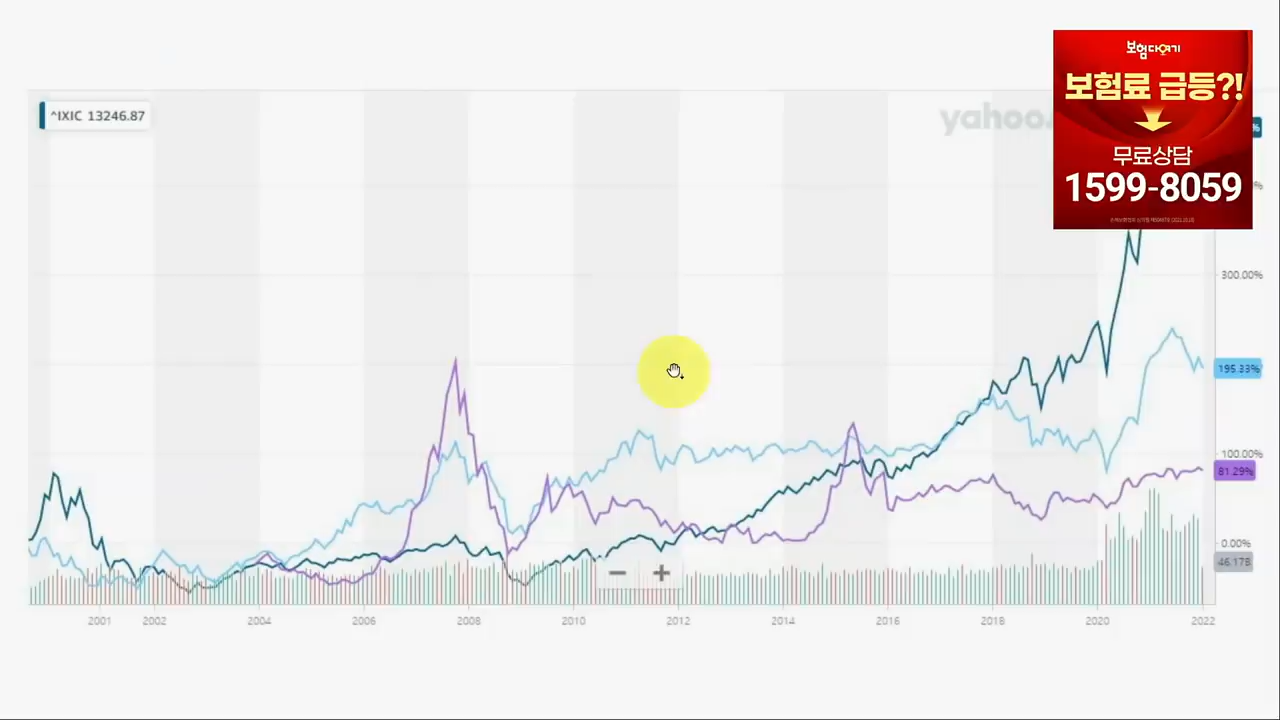 보험다모여기
보험료 급등?!
무료상담
1599-8059
^IXIC 13246.87
yahoo
%
%
300.00%
195.33%
100.00%
81.29%
0.00%
46.17B
2001 2002 2004 2006 2008 2010 2012 2014 2016 2018 2020 2022